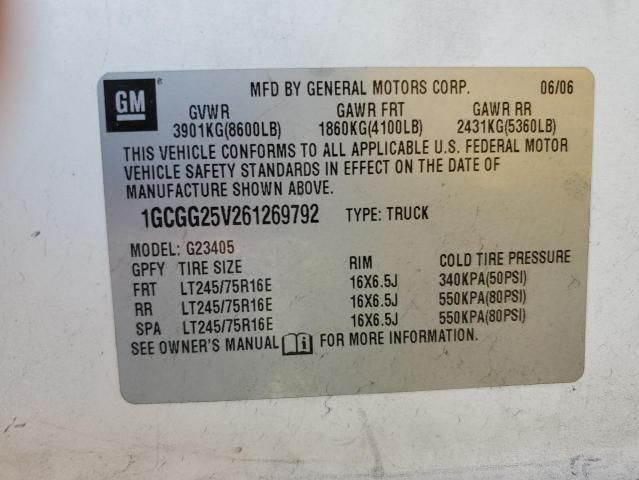 GM
MFD BY GENERAL MOTORS CORP. 06/06
GVWR GAWR FRT GAWR RR
3901KG(8600LB) 1860KG(4100LB) 2431KG(5360LB)
THIS VEHICLE CONFORMS TO ALL APPLICABLE U.S. FEDERAL MOTOR
VEHICLE SAFETY STANDARDS IN EFFECT ON THE DATE OF
MANUFACTURE SHOWN ABOVE.
1GCGG25V261269792 TYPE: TRUCK
MODEL: G23405
GPFY TIRE SIZE RIM COLD TIRE PRESSURE
FRT LT245/75R16E 16X6.5J 340KPA(50PSI)
RR LT245/75R16E 16X6.5J 550KPA(80PSI)
SPA LT245/75R16E 16X6.5J 550KPA(80PSI)
SEE OWNER'S MANUAL i FOR MORE INFORMATION.